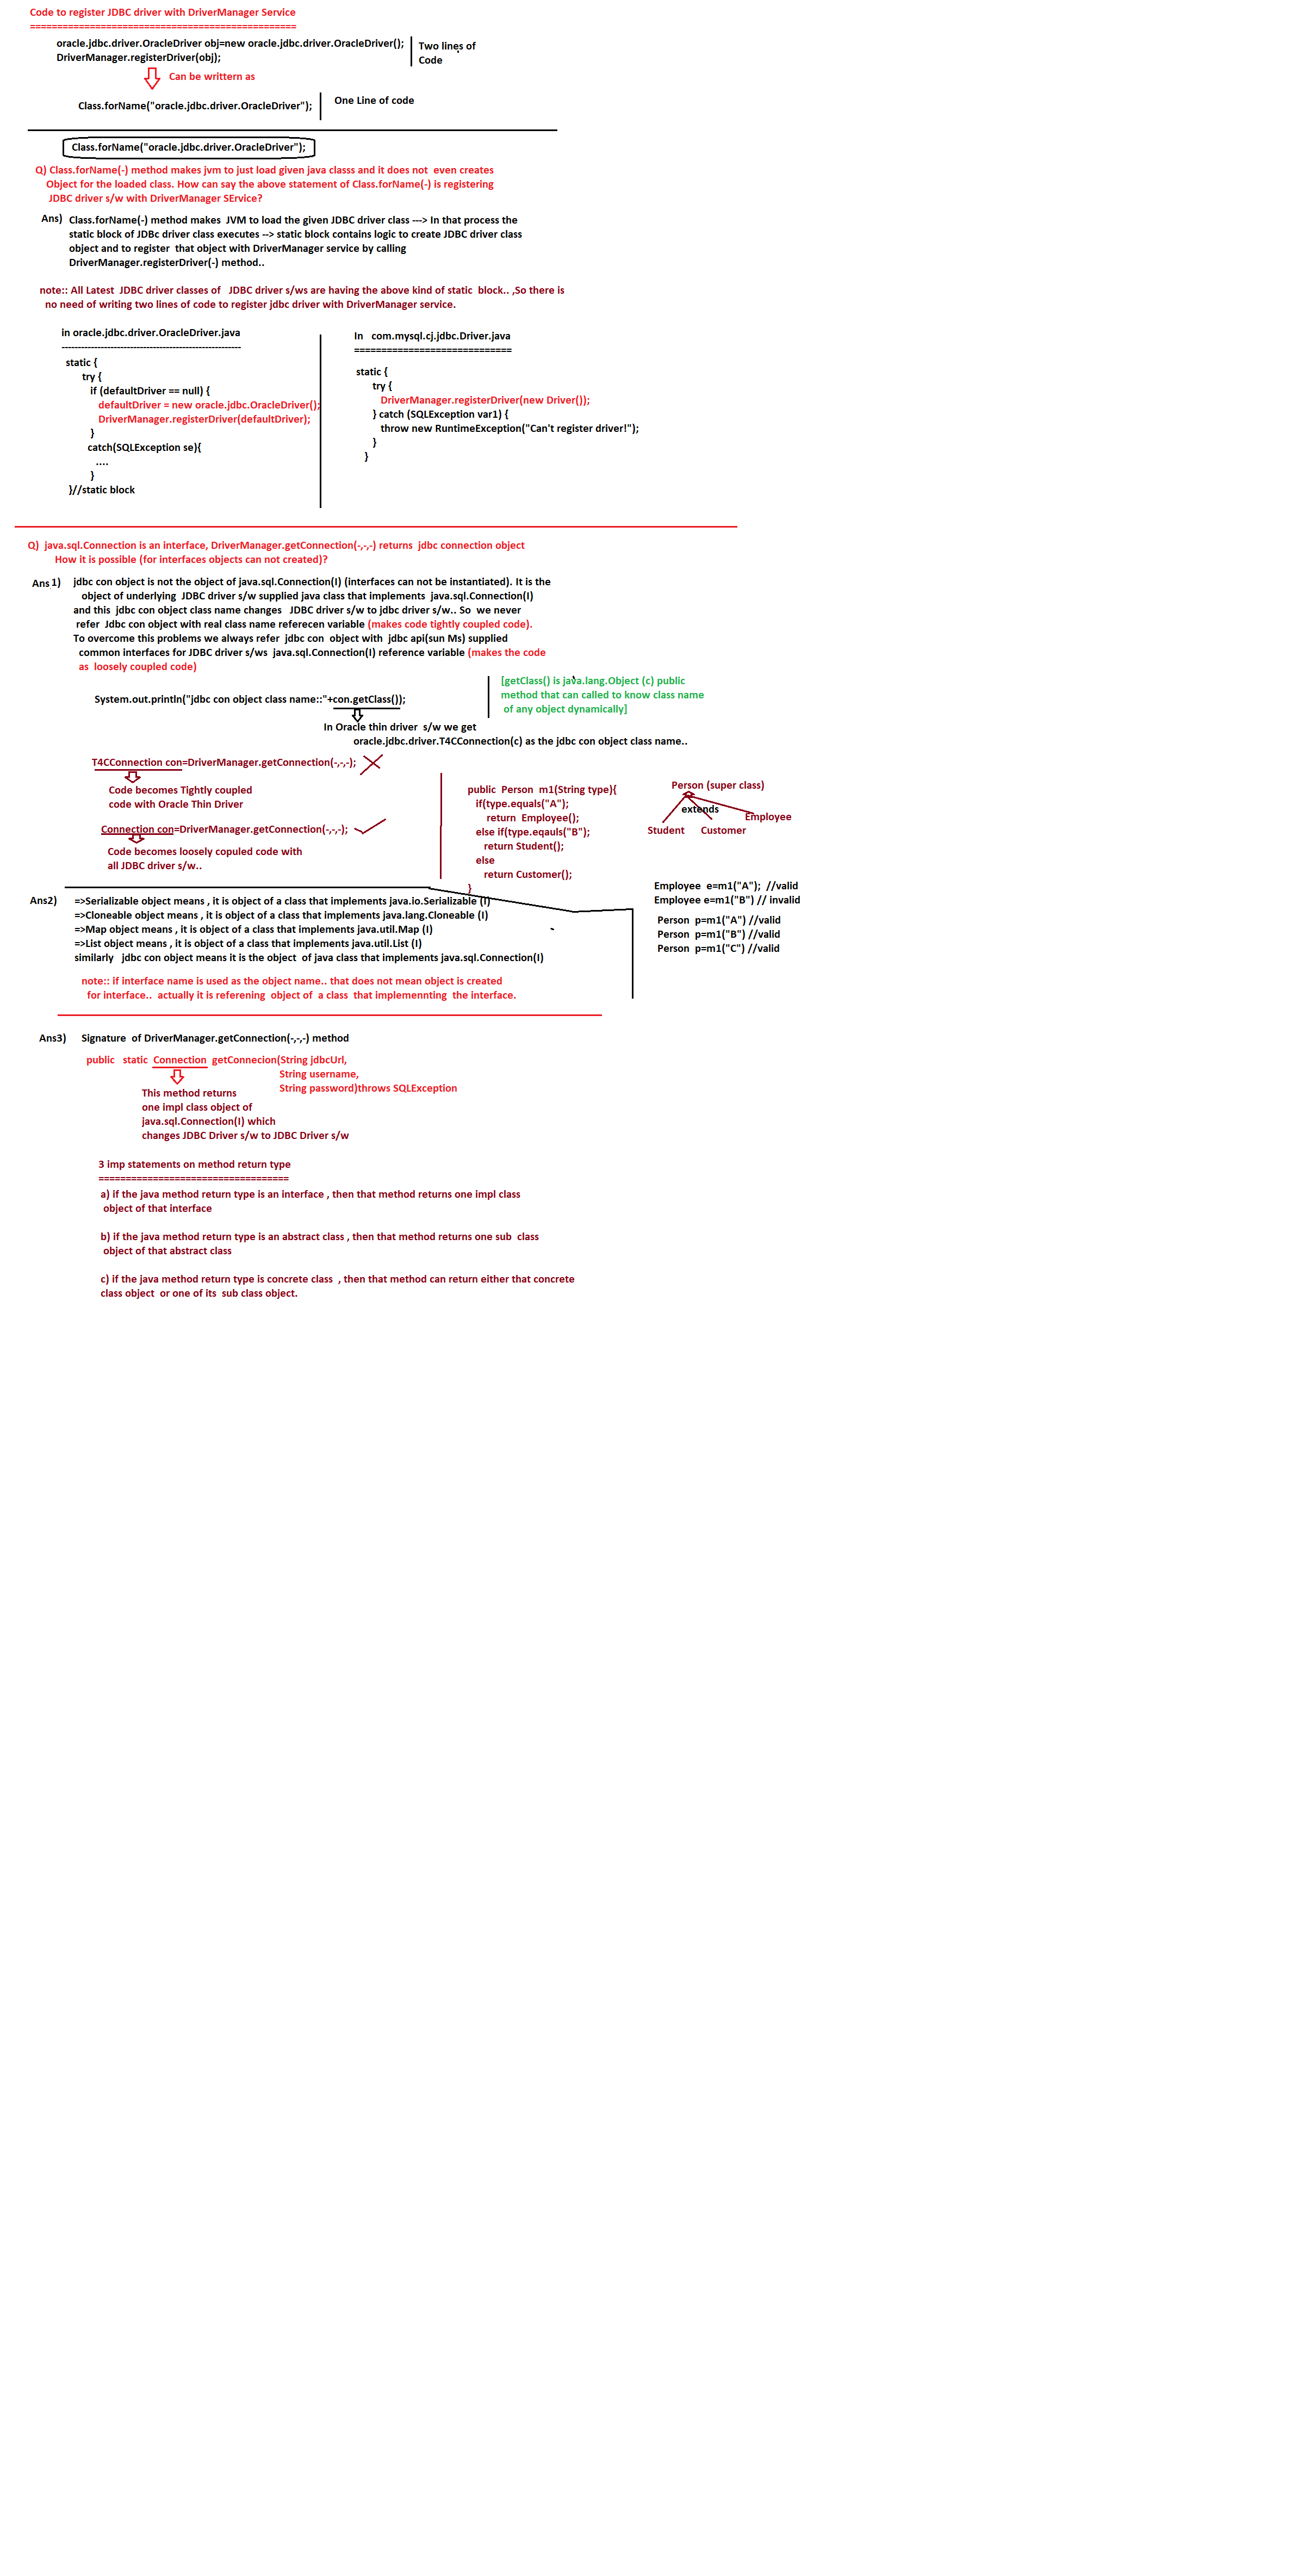 Code to register JDBC driver with DriverManager Service
=================================================
oracle.jdbc.driver.OracleDriver obj=new oracle.jdbc.driver.OracleDriver();
DriverManager.registerDriver(obj);
Two lines of
Code
Can be writtern as
Class.forName("oracle.jdbc.driver.OracleDriver");
One Line of code
Class.forName("oracle.jdbc.driver.OracleDriver");
Q) Class.forName(-) method makes jvm to just load given java classs and it does not even creates
Object for the loaded class. How can say the above statement of Class.forName(-) is registering
JDBC driver s/w with DriverManager SErvice?
Ans) Class.forName(-) method makes JVM to load the given JDBC driver class ---> In that process the
static block of JDBc driver class executes --> static block contains logic to create JDBC driver class
object and to register that object with DriverManager service by calling
DriverManager.registerDriver(-) method..
note:: All Latest JDBC driver classes of JDBC driver s/ws are having the above kind of static block.. ,So there is
no need of writing two lines of code to register jdbc driver with DriverManager service.
in oracle.jdbc.driver.OracleDriver.java
-------------------------------------------------------
static {
try {
if (defaultDriver == null) {
defaultDriver = new oracle.jdbc.OracleDriver();
DriverManager.registerDriver(defaultDriver);
}
catch(SQLException se){
....
}
}//static block
In com.mysql.cj.jdbc.Driver.java
=============================
static {
try {
DriverManager.registerDriver(new Driver());
} catch (SQLException var1) {
throw new RuntimeException("Can't register driver!");
}
}
Q) java.sql.Connection is an interface, DriverManager.getConnection(-,-,-) returns jdbc connection object
How it is possible (for interfaces objects can not created)?
Ans 1) jdbc con object is not the object of java.sql.Connection(I) (interfaces can not be instantiated). It is the
object of underlying JDBC driver s/w supplied java class that implements java.sql.Connection(I)
and this jdbc con object class name changes JDBC driver s/w to jdbc driver s/w.. So we never
refer Jdbc con object with real class name referecen variable (makes code tightly coupled code).
To overcome this problems we always refer jdbc con object with jdbc api(sun Ms) supplied
common interfaces for JDBC driver s/ws java.sql.Connection(I) reference variable (makes the code
as loosely coupled code)
System.out.println("jdbc con object class name::"+con.getClass());
[getClass() is java.lang.Object (c) public
method that can called to know class name
of any object dynamically]
In Oracle thin driver s/w we get
oracle.jdbc.driver.T4CConnection(c) as the jdbc con object class name..
T4CConnection con=DriverManager.getConnection(-,-,-);
Code becomes Tightly coupled
code with Oracle Thin Driver
Connection con=DriverManager.getConnection(-,-,-);
Code becomes loosely copuled code with
all JDBC driver s/w..
public Person m1(String type){
if(type.equals("A");
return Employee();
else if(type.eqauls("B");
return Student();
else
return Customer();
}
Person (super class)
extends
Employee
Student Customer
Employee e=m1("A"); //valid
Employee e=m1("B") // invalid
Person p=m1("A") //valid
Person p=m1("B") //valid
Person p=m1("C") //valid
Ans2) =>Serializable object means , it is object of a class that implements java.io.Serializable (I)
=>Cloneable object means , it is object of a class that implements java.lang.Cloneable (I)
=>Map object means , it is object of a class that implements java.util.Map (I)
=>List object means , it is object of a class that implements java.util.List (I)
similarly jdbc con object means it is the object of java class that implements java.sql.Connection(I)
note:: if interface name is used as the object name.. that does not mean object is created
for interface.. actually it is referening object of a class that implemennting the interface.
Ans3) Signature of DriverManager.getConnection(-,-,-) method
public static Connection getConnecion(String jdbcUrl,
String username,
String password)throws SQLException
This method returns
one impl class object of
java.sql.Connection(I) which
changes JDBC Driver s/w to JDBC Driver s/w
3 imp statements on method return type
===================================
a) if the java method return type is an interface , then that method returns one impl class
object of that interface
b) if the java method return type is an abstract class , then that method returns one sub class
object of that abstract class
c) if the java method return type is concrete class , then that method can return either that concrete
class object or one of its sub class object.